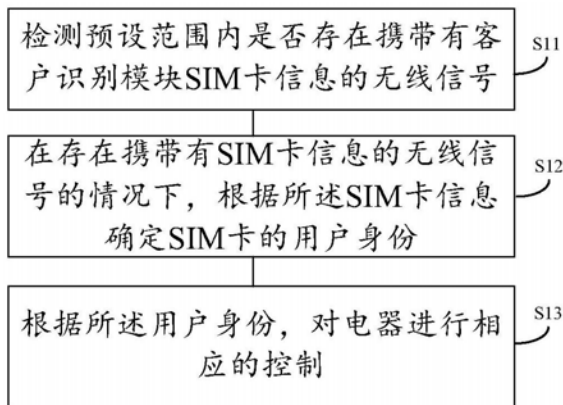 检测预设范围内是否存在携带有客
户识别模块SIM卡信息的无线信号
S11
在存在携带有SIM卡信息的无线信
号的情况下，根据所述SIM卡信息
确定SIM卡的用户身份
S12
根据所述用户身份，对电器进行相
应的控制
S13